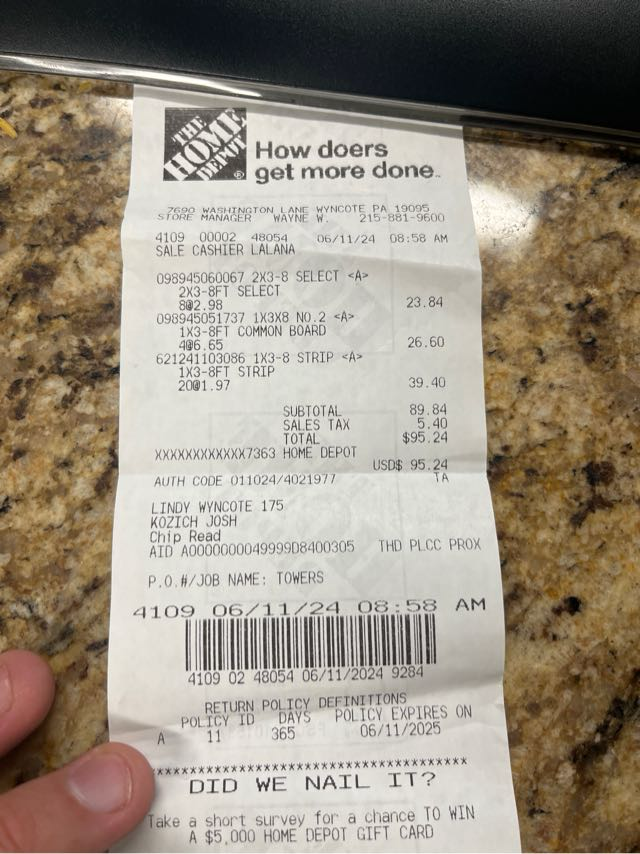 THE
HOME
DEPOT
®
How doers
get more done™
7690 WASHINGTON LANE WYNCOTE PA 19095
STORE MANAGER WAYNE W. 215-881-9600
4109 00002 48054 06/11/24 08:58 AM
SALE CASHIER LALANA
098945060067 2X3-8 SELECT <A>
2X3-8FT SELECT
8@2.98 23.84
098945051737 1X3X8 NO.2 <A>
1X3-8FT COMMON BOARD
4@6.65 26.60
621241103086 1X3-8 STRIP <A>
1X3-8FT STRIP
20@1.97 39.40
SUBTOTAL 89.84
SALES TAX 5.40
TOTAL $95.24
XXXXXXXXXXXX7363 HOME DEPOT
USD$ 95.24
AUTH CODE 011024/4021977 TA
LINDY WYNCOTE 175
KOZICH JOSH
Chip Read
AID A0000000049999D8400305 THD PLCC PROX
P.O.#/JOB NAME: TOWERS
4109 06/11/24 08:58 AM
4109 02 48054 06/11/2024 9284
RETURN POLICY DEFINITIONS
POLICY ID DAYS POLICY EXPIRES ON
A 11 365 06/11/2025
************************************************
DID WE NAIL IT?
Take a short survey for a chance TO WIN
A $5,000 HOME DEPOT GIFT CARD